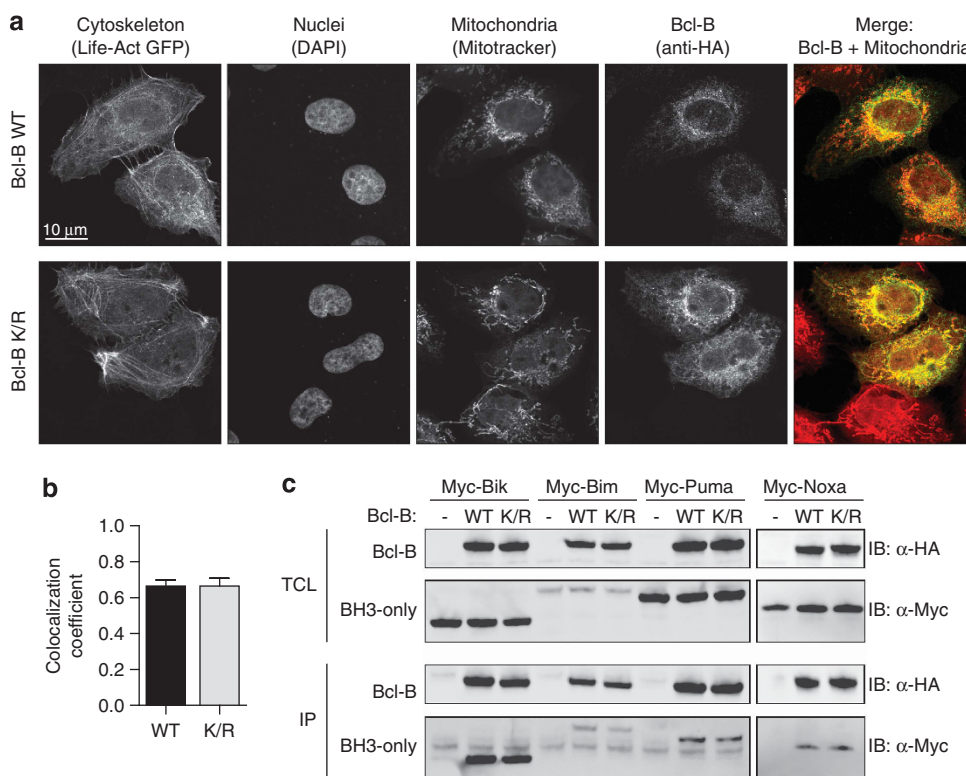 a
Cytoskeleton (Life-Act GFP)
Nuclei (DAPI)
Mitochondria (Mitotracker)
Bcl-B (anti-HA)
Merge: Bcl-B + Mitochondria
Bcl-B WT
10 μm
Bcl-B K/R
b
Colocalization coefficient
1.0
0.8
0.6
0.4
0.2
0.0
WT K/R
c
Myc-Bik Myc-Bim Myc-Puma Myc-Noxa
Bcl-B: - WT K/R - WT K/R - WT K/R - WT K/R
TCL
Bcl-B IB: α-HA
BH3-only IB: α-Myc
IP
Bcl-B IB: α-HA
BH3-only IB: α-Myc